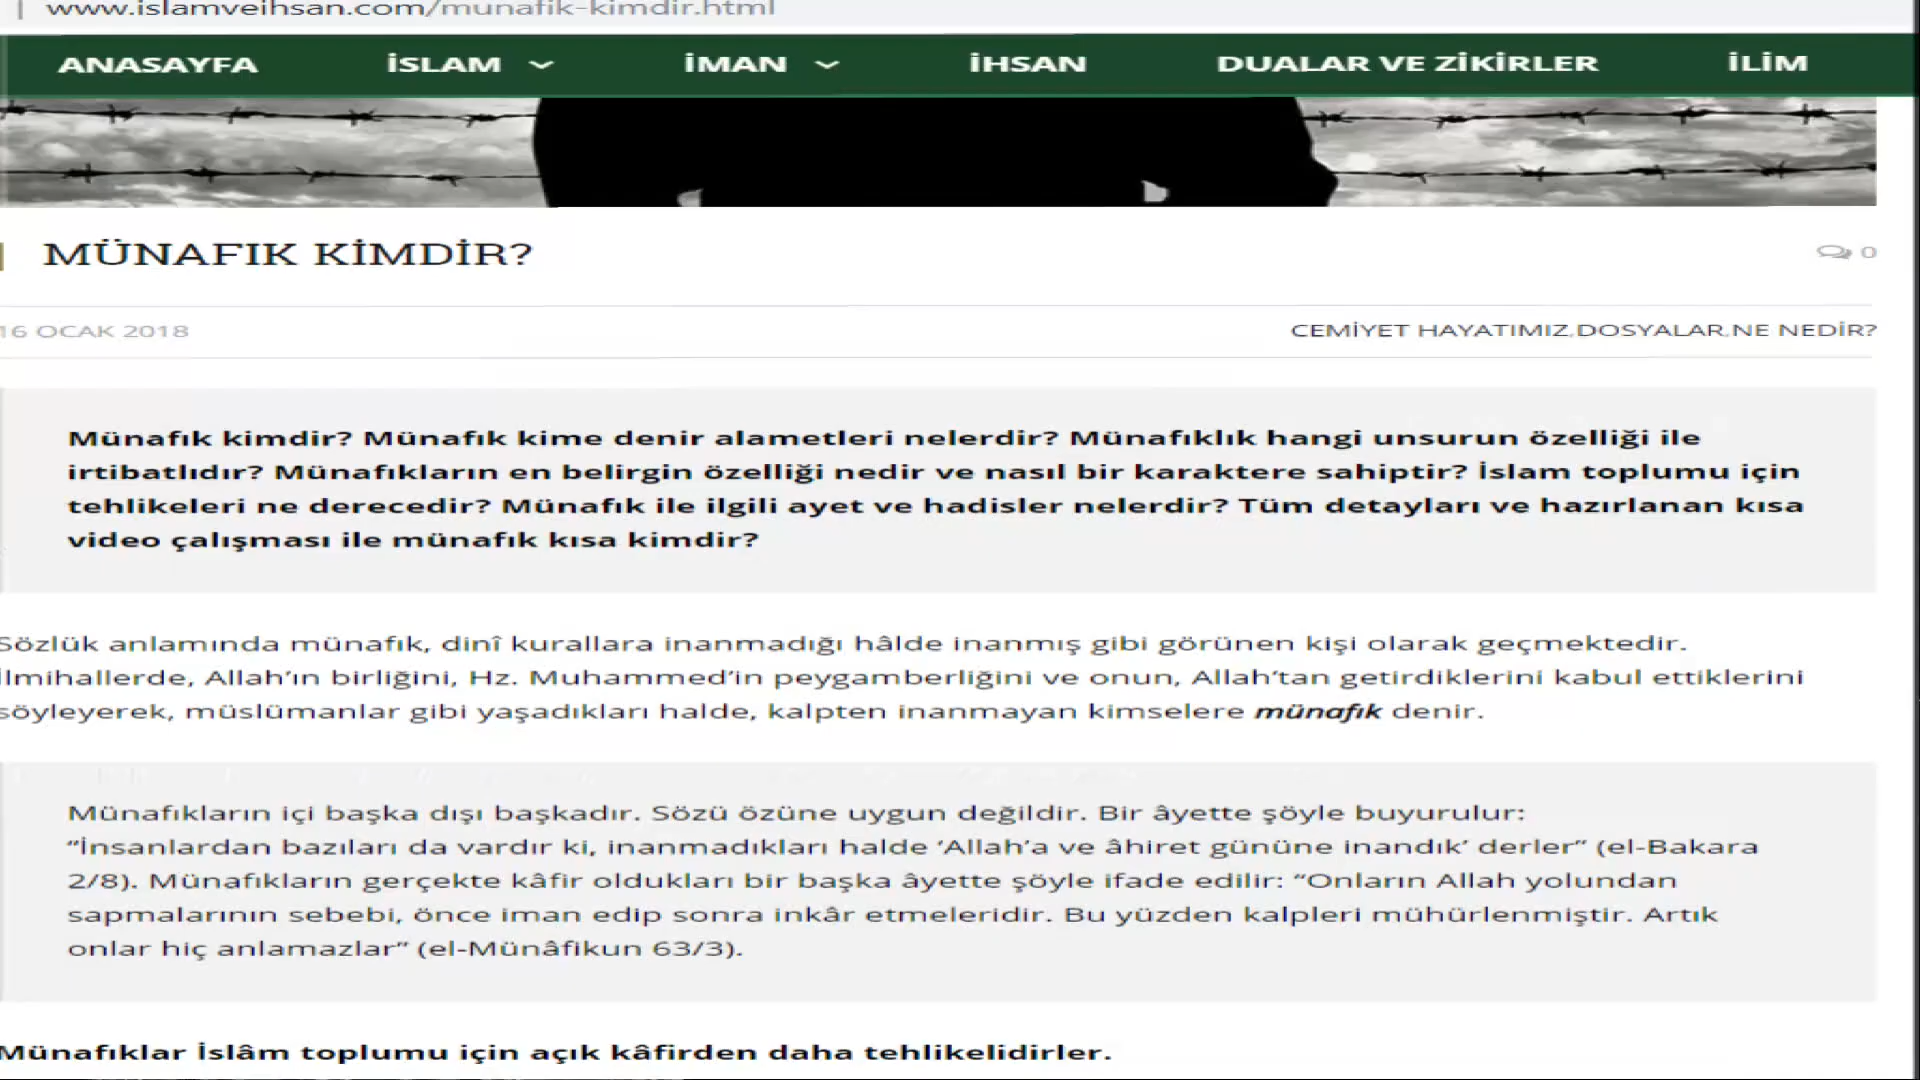 www.islamveihsan.com/munafik-kimdir.html
ANASAYFA İSLAM İMAN İHSAN DUALAR VE ZİKİRLER İLİM
MÜNAFIK KİMDİR?
0
16 OCAK 2018
CEMİYET HAYATIMIZ,DOSYALAR,NE NEDİR?
Münafık kimdir? Münafık kime denir alametleri nelerdir? Münafıklık hangi unsurun özelliği ile
irtibatlıdır? Münafıkların en belirgin özelliği nedir ve nasıl bir karaktere sahiptir? İslam toplumu için
tehlikeleri ne derecedir? Münafık ile ilgili ayet ve hadisler nelerdir? Tüm detayları ve hazırlanan kısa
video çalışması ile münafık kısa kimdir?
Sözlük anlamında münafık, dinî kurallara inanmadığı hâlde inanmış gibi görünen kişi olarak geçmektedir.
İlmihallerde, Allah’ın birliğini, Hz. Muhammed’in peygamberliğini ve onun, Allah’tan getirdiklerini kabul ettiklerini
söyleyerek, müslümanlar gibi yaşadıkları halde, kalpten inanmayan kimselere münafık denir.
Münafıkların içi başka dışı başkadır. Sözü özüne uygun değildir. Bir âyette şöyle buyurulur:
“İnsanlardan bazıları da vardır ki, inanmadıkları halde ‘Allah’a ve âhiret gününe inandık’ derler” (el-Bakara
2/8). Münafıkların gerçekte kâfir oldukları bir başka âyette şöyle ifade edilir: “Onların Allah yolundan
sapmalarının sebebi, önce iman edip sonra inkâr etmeleridir. Bu yüzden kalpleri mühürlenmiştir. Artık
onlar hiç anlamazlar” (el-Münâfikun 63/3).
Münafıklar İslâm toplumu için açık kâfirden daha tehlikelidirler.